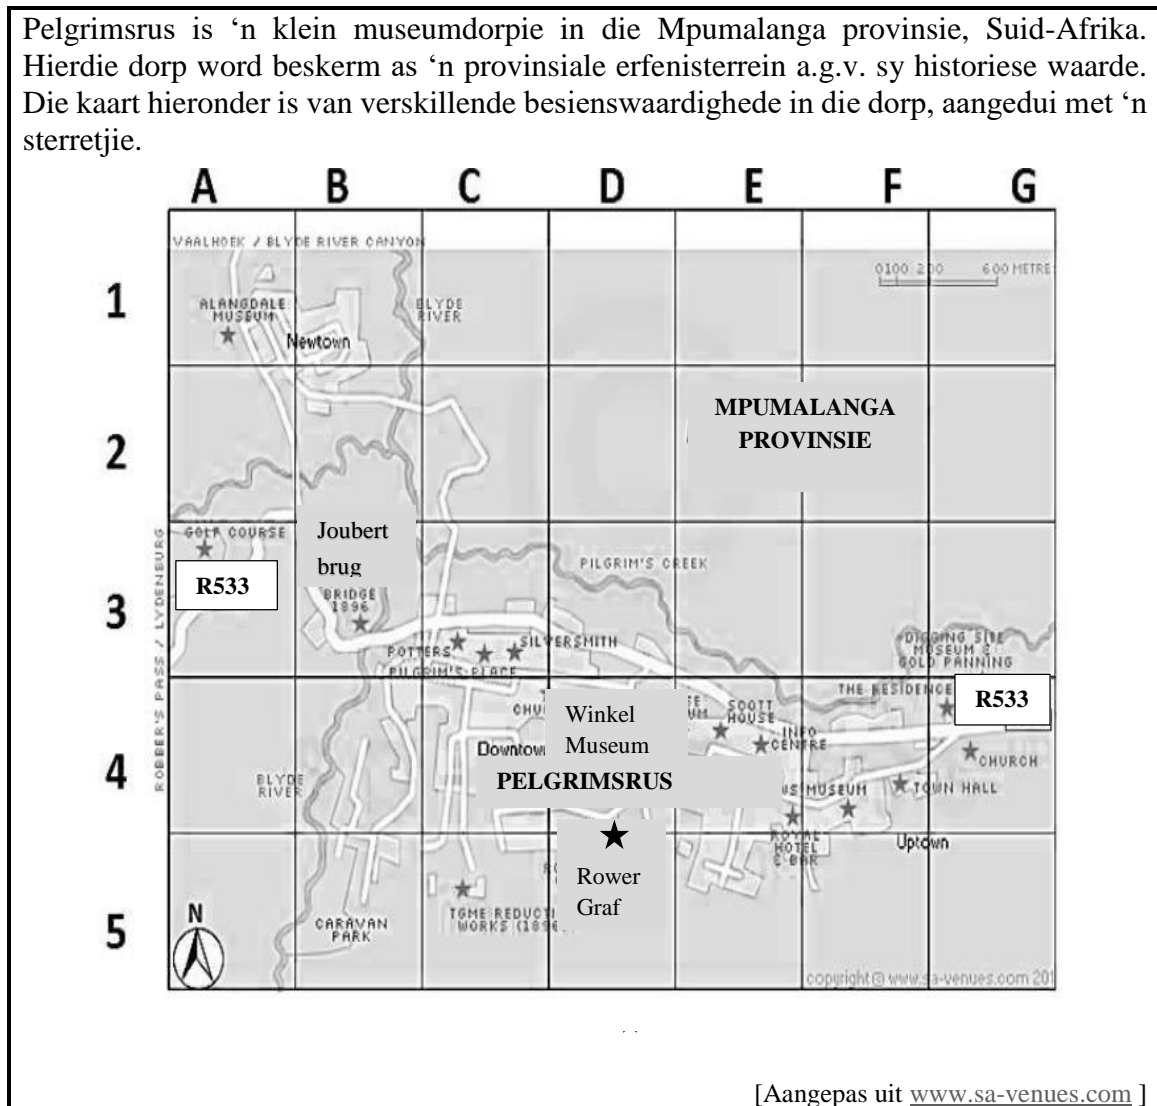 Pelgrimsrus is ‘n klein museumdorpie in die Mpumalanga provinsie, Suid-Afrika.
Hierdie dorp word beskerm as ‘n provinsiale erfenisterrein a.g.v. sy historiese waarde.
Die kaart hieronder is van verskillende besienswaardighede in die dorp, aangedui met ‘n
sterretjie.
A B C D E F G
VAALHOEK / BLYDE RIVER CANYON
0100 200 600 METRE
1
ALANGDALE
MUSEUM
BLYDE
RIVER
Newtown
MPUMALANGA
PROVINSIE
2
GOLF COURSE
Joubert
brug
R533
PILGRIM'S CREEK
BRIDGE
1896
3
ROBBER'S PASS / LYDENBURG
DIGGING SITE
MUSEUM &
GOLD PANNING
POTTERS
SILVERSMITH
PILGRIM'S PLACE
THE RESIDENCE
R533
Winkel
Museum
SCOTT
HOUSE
INFO
CENTRE
Downtown
CHURCH
4
BLYDE
RIVER
PELGRIMSRUS
MUSEUM
TOWN HALL
ROYAL
HOTEL
& BAR
Uptown
Rower
Graf
N
5
CARAVAN
PARK
TGME REDUCTI
WORKS (1896
copyright © www.sa-venues.com 201
[Aangepas uit www.sa-venues.com ]